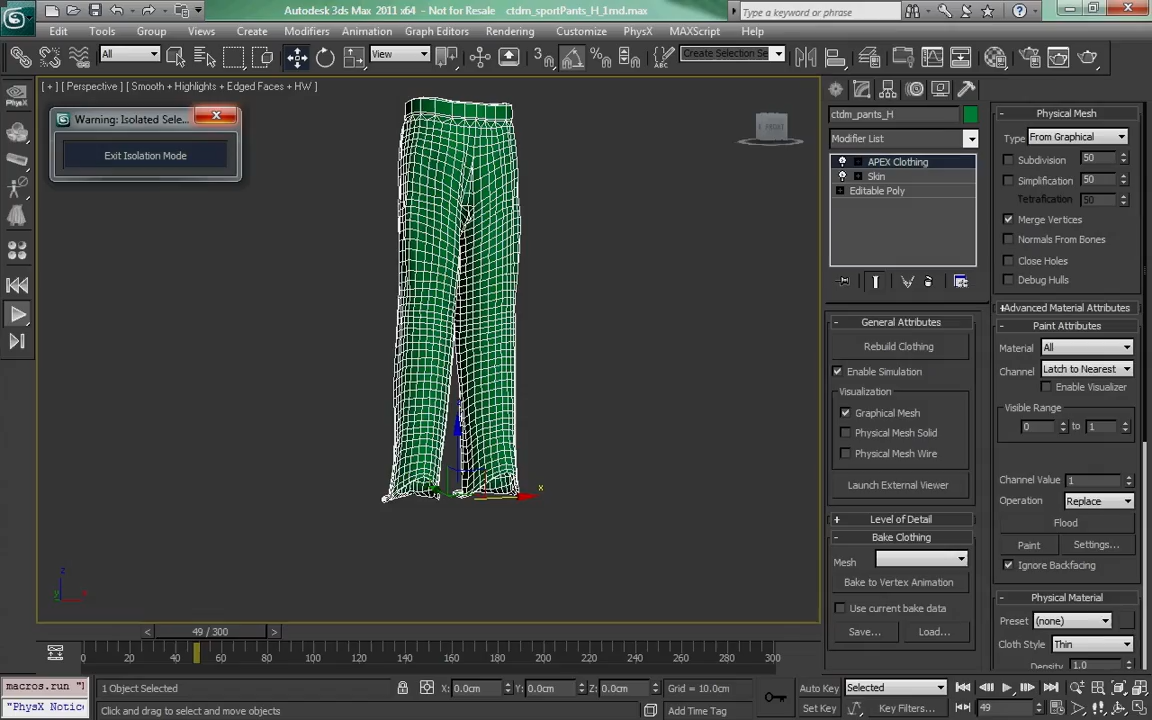 Autodesk 3ds Max 2011 x64 - Not for Resale ctdm_sportPants_H_1md.max
Type a keyword or phrase
Edit Tools Group Views Create Modifiers Animation Graph Editors Rendering Customize PhysX MAXScript Help
All View 3 Create Selection Se
[ + ] [ Perspective ] [ Smooth + Highlights + Edged Faces + HW ]
Warning: Isolated Sele...
Exit Isolation Mode
PhysX
ctdm_pants_H
Modifier List
APEX Clothing
Skin
Editable Poly
General Attributes
Rebuild Clothing
Enable Simulation
Visualization
Graphical Mesh
Physical Mesh Solid
Physical Mesh Wire
Launch External Viewer
Level of Detail
Bake Clothing
Mesh
Bake to Vertex Animation
Use current bake data
Save... Load...
Physical Mesh
Type From Graphical
Subdivision 50
Simplification 50
Tetrafication 50
Merge Vertices
Normals From Bones
Close Holes
Debug Hulls
Advanced Material Attributes
Paint Attributes
Material All
Channel Latch to Nearest
Enable Visualizer
Visible Range
0 to 1
Channel Value 1
Operation Replace
Flood
Paint Settings...
Ignore Backfacing
Physical Material
Preset (none)
Cloth Style Thin
Density 1.0
x
z
x
< 49 / 300 >
0 20 40 60 80 100 120 140 160 180 200 220 240 260 280 300
macros.run "]
"PhysX Notic
1 Object Selected X: 0.0cm Y: 0.0cm Z: 0.0cm Grid = 10.0cm
Click and drag to select and move objects Add Time Tag
Auto Key Selected
Set Key Key Filters... 49